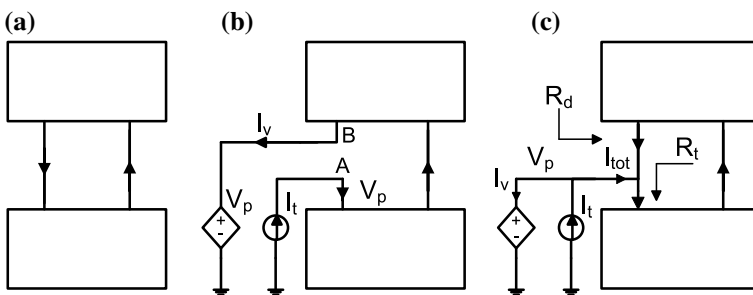 (a)
(b)
(c)
I_v
B
A
V_p
V_p
I_t
+
-
R_d
V_p
I_tot
R_t
I_v
I_t
+
-